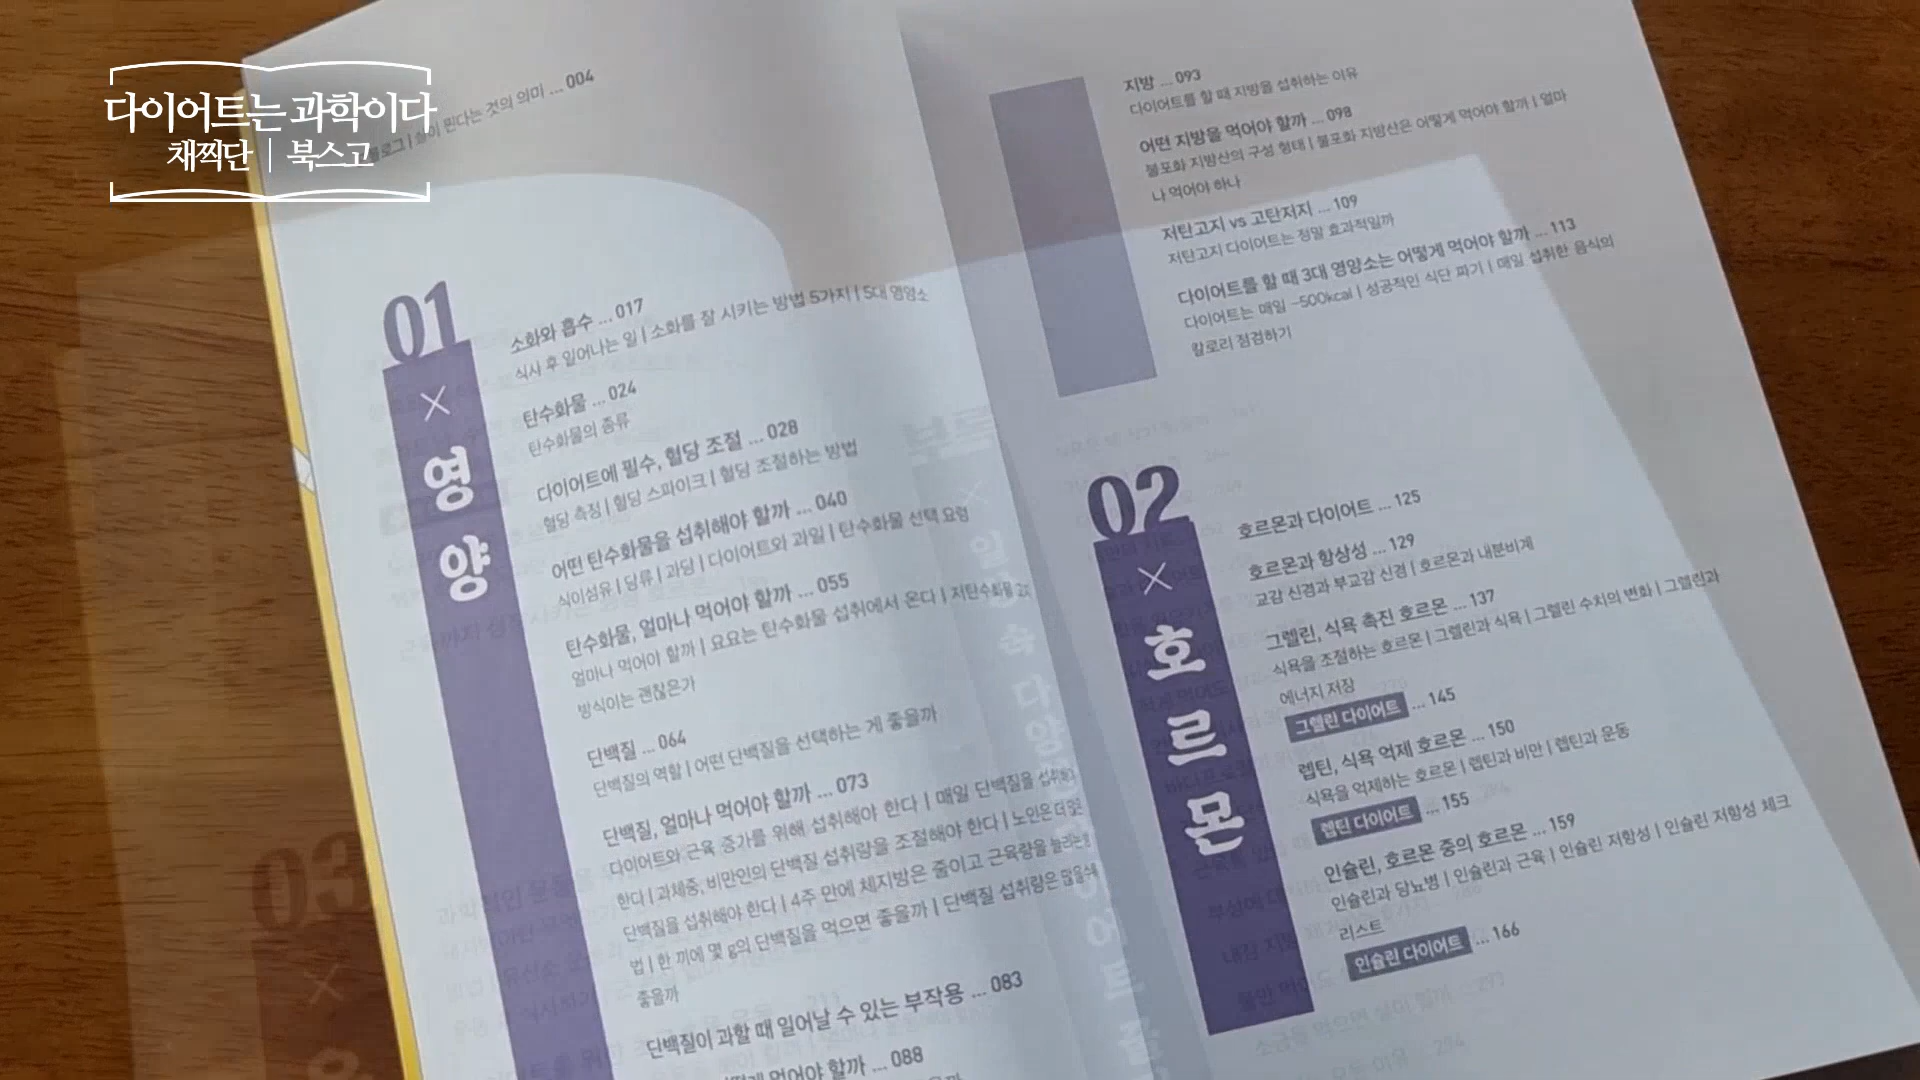 다이어트는 과학이다
채찍단 | 북스고
살이 찐다는 것의 의미 ... 004
01
×
영양
소화와 흡수 ... 017
식사 후 일어나는 일 | 소화를 잘 시키는 방법 5가지 | 5대 영양소
탄수화물 ... 024
탄수화물의 종류
다이어트에 필수, 혈당 조절 ... 028
혈당 측정 | 혈당 스파이크 | 혈당 조절하는 방법
어떤 탄수화물을 섭취해야 할까 ... 040
식이섬유 | 당류 | 과당 | 다이어트와 과일 | 탄수화물 선택 요령
탄수화물, 얼마나 먹어야 할까 ... 055
얼마나 먹어야 할까 | 요요는 탄수화물 섭취에서 온다 | 저탄수화물 고
방식이는 괜찮은가
단백질 ... 064
단백질의 역할 | 어떤 단백질을 선택하는 게 좋을까
단백질, 얼마나 먹어야 할까 ... 073
다이어트와 근육 증가를 위해 섭취해야 한다 | 매일 단백질을 섭취해야
한다 | 과체중, 비만인의 단백질 섭취량을 조절해야 한다 | 노인은 더 많은
단백질을 섭취해야 한다 | 4주 만에 체지방은 줄이고 근육량을 늘리는 방
법 | 한 끼에 몇 g의 단백질을 먹으면 좋을까 | 단백질 섭취량은 많을수록
좋을까
단백질이 과할 때 일어날 수 있는 부작용 ... 083
먹어야 할까 ... 088
지방 ... 093
다이어트를 할 때 지방을 섭취하는 이유
어떤 지방을 먹어야 할까 ... 098
불포화 지방산의 구성 형태 | 불포화 지방산은 어떻게 먹어야 할까 | 얼마
나 먹어야 하나
저탄고지 vs 고탄저지 ... 109
저탄고지 다이어트는 정말 효과적일까
다이어트를 할 때 3대 영양소는 어떻게 먹어야 할까 ... 113
다이어트는 매일 -500kcal | 성공적인 식단 짜기 | 매일 섭취한 음식의
칼로리 점검하기
02
×
호르몬
호르몬과 다이어트 ... 125
호르몬과 항상성 ... 129
교감 신경과 부교감 신경 | 호르몬과 내분비계
그렐린, 식욕 촉진 호르몬 ... 137
식욕을 조절하는 호르몬 | 그렐린과 식욕 | 그렐린 수치의 변화 | 그렐린과
에너지 저장
그렐린 다이어트 ... 145
렙틴, 식욕 억제 호르몬 ... 150
식욕을 억제하는 호르몬 | 렙틴과 비만 | 렙틴과 운동
렙틴 다이어트 ... 155
인슐린, 호르몬 중의 호르몬 ... 159
인슐린과 당뇨병 | 인슐린과 근육 | 인슐린 저항성 | 인슐린 저항성 체크
리스트
인슐린 다이어트 ... 166
03
×